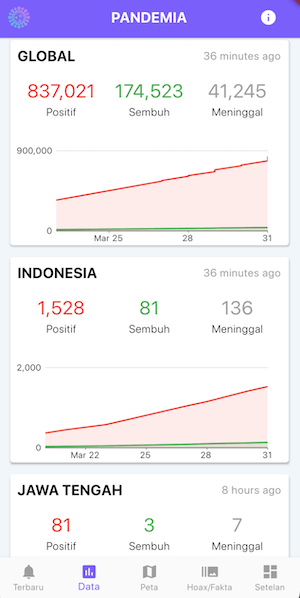 PANDEMIA
GLOBAL 36 minutes ago
837,021 174,523 41,245
Positif Sembuh Meninggal
900,000
0
Mar 25 28 31
INDONESIA 36 minutes ago
1,528 81 136
Positif Sembuh Meninggal
2,000
0
Mar 22 25 28 31
JAWA TENGAH 8 hours ago
81 3 7
Positif Sembuh Meninggal
Terbaru Data Peta Hoax/Fakta Setelan